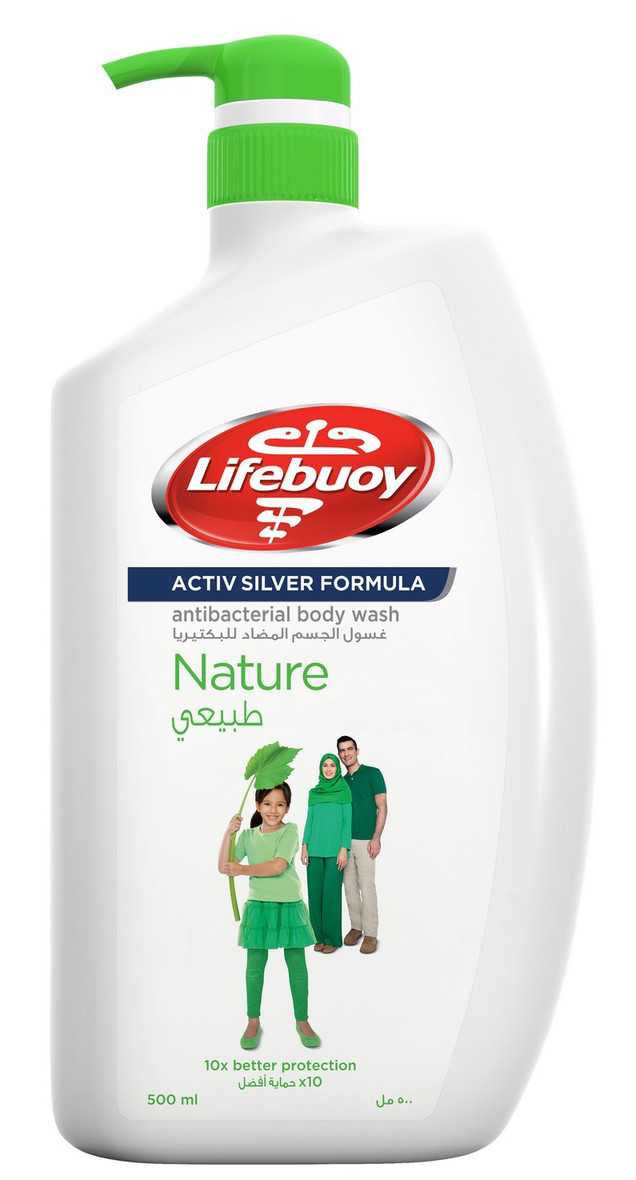 Lifebuoy
ACTIV SILVER FORMULA
antibacterial body wash
غسول الجسم المضاد للبكتيريا
Nature
طبيعي
10x better protection
x10 حماية أفضل
500 ml
٥٠٠ مل